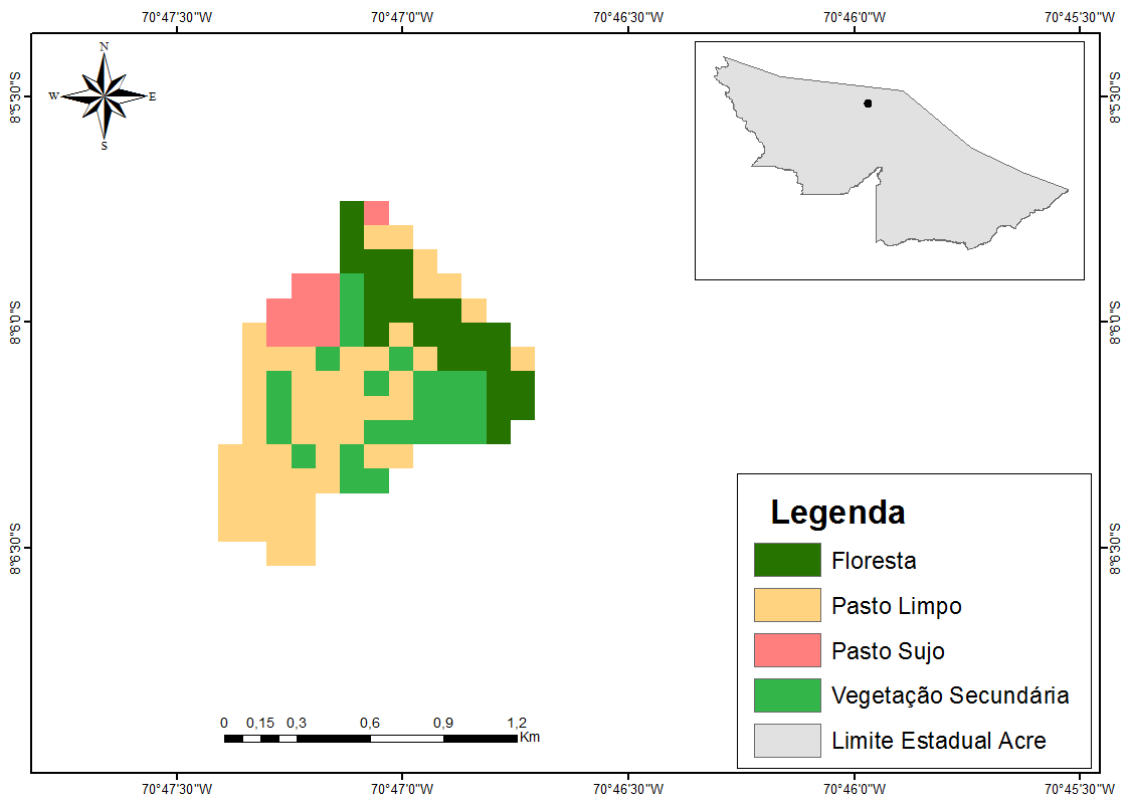 70°47'30"W 70°47'0"W 70°46'30"W 70°46'0"W 70°45'30"W
N
W E
S
8°5'30"S 8°5'30"S
8°6'0"S 8°6'0"S
8°6'30"S 8°6'30"S
Legenda
Floresta
Pasto Limpo
Pasto Sujo
Vegetação Secundária
Limite Estadual Acre
0 0,15 0,3 0,6 0,9 1,2
Km
70°47'30"W 70°47'0"W 70°46'30"W 70°46'0"W 70°45'30"W